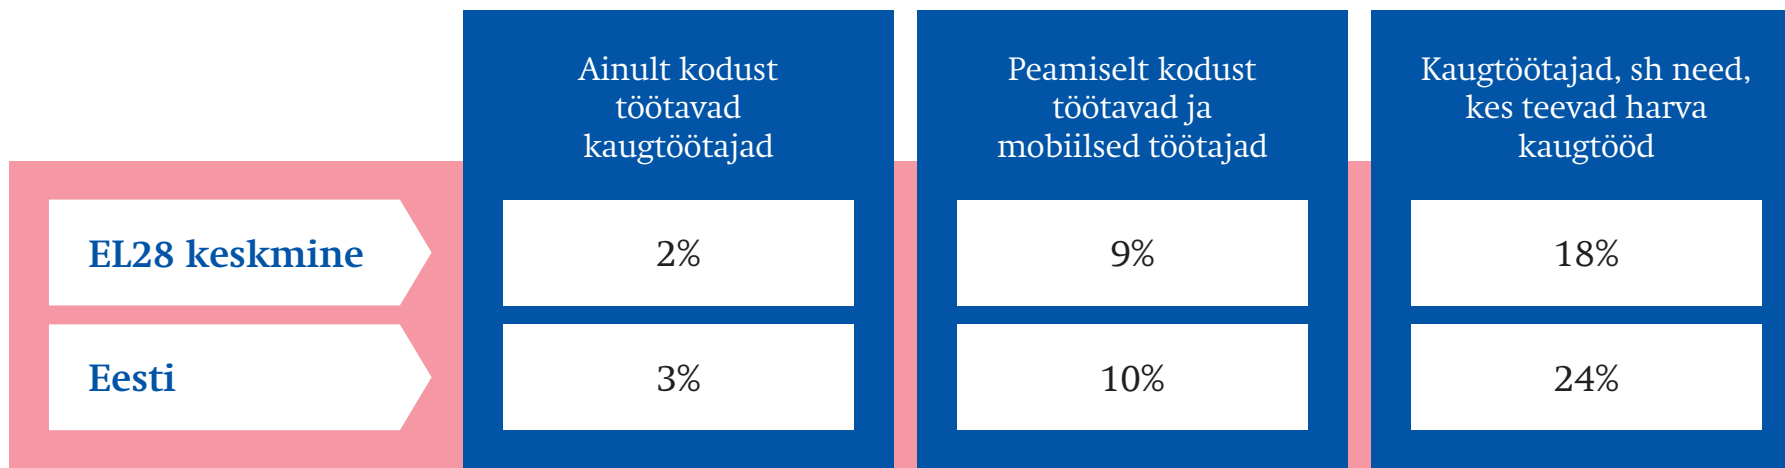 Ainult kodust
töötavad
kaugtöötajad
Peamiselt kodust
töötavad ja
mobiilsed töötajad
Kaugtöötajad, sh need,
kes teevad harva
kaugtööd
EL28 keskmine
2%
9%
18%
Eesti
3%
10%
24%